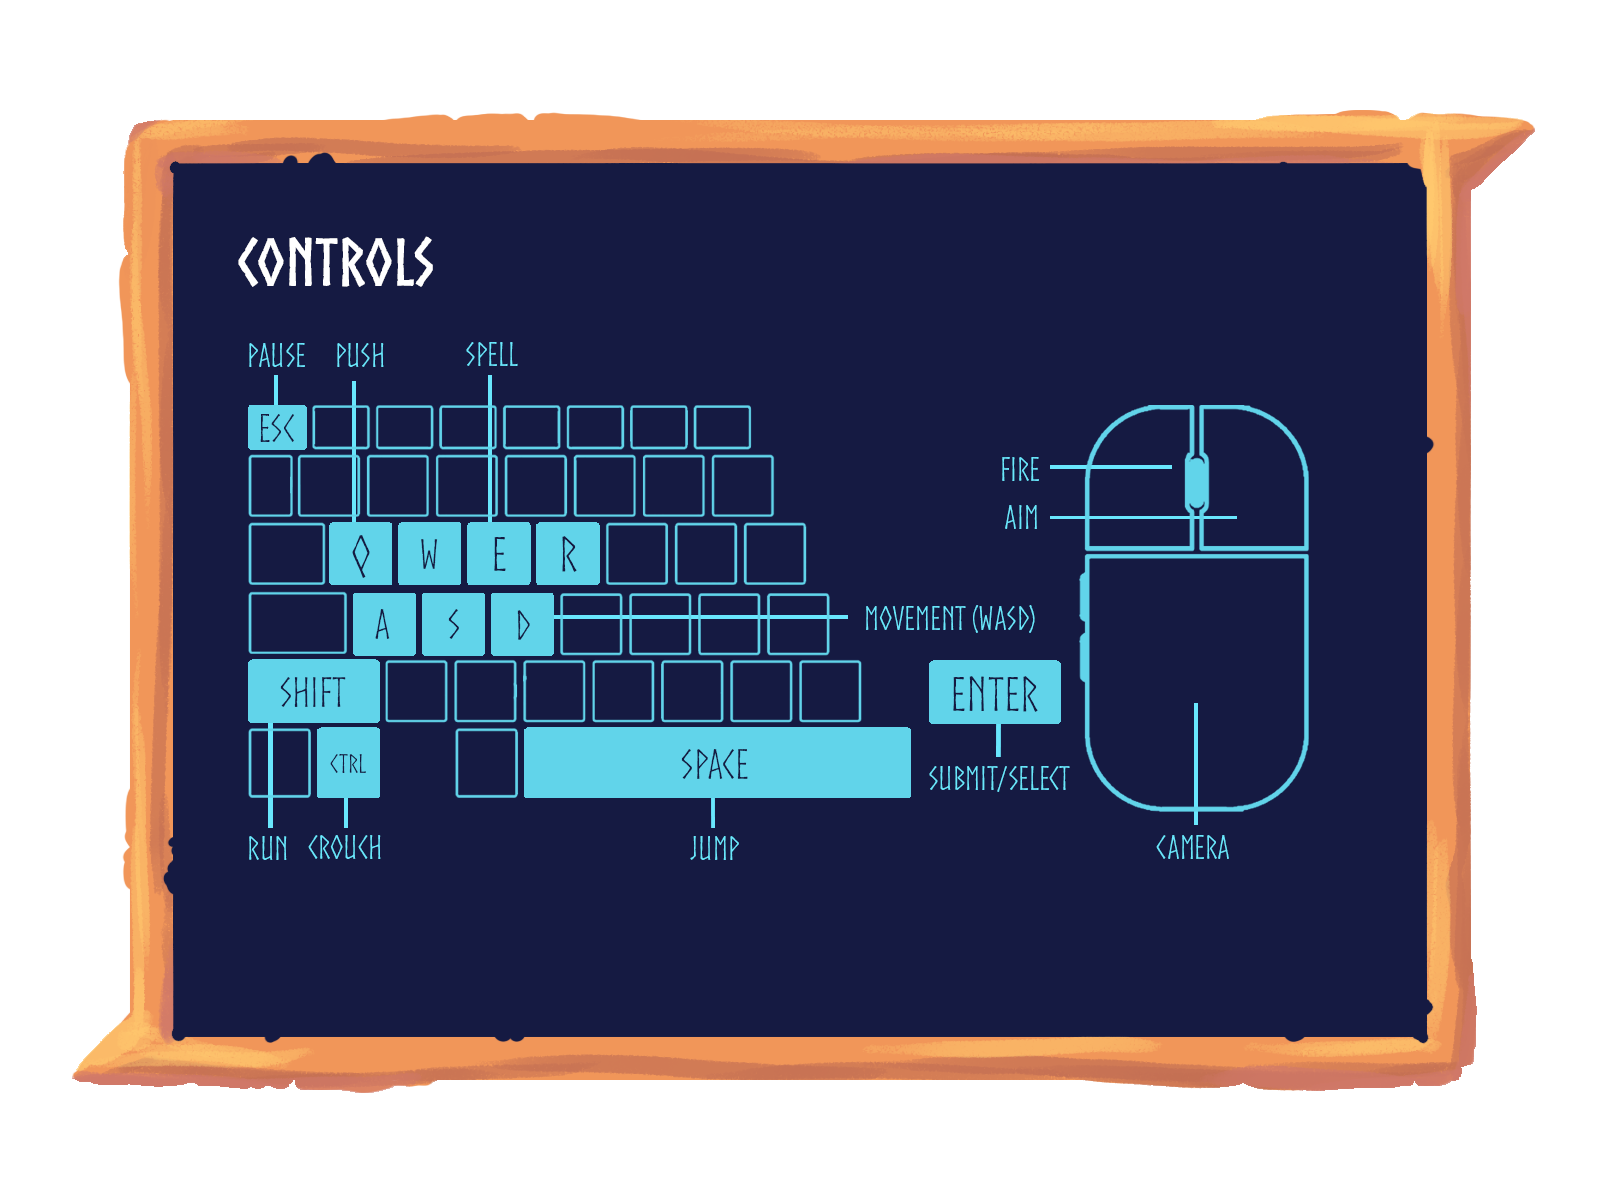 CONTROLS
PAUSE PUSH SPELL
ESC
FIRE
AIM
Q W E R
A S D MOVEMENT (WASD)
SHIFT ENTER
CTRL SPACE SUBMIT/SELECT
RUN CROUCH JUMP CAMERA